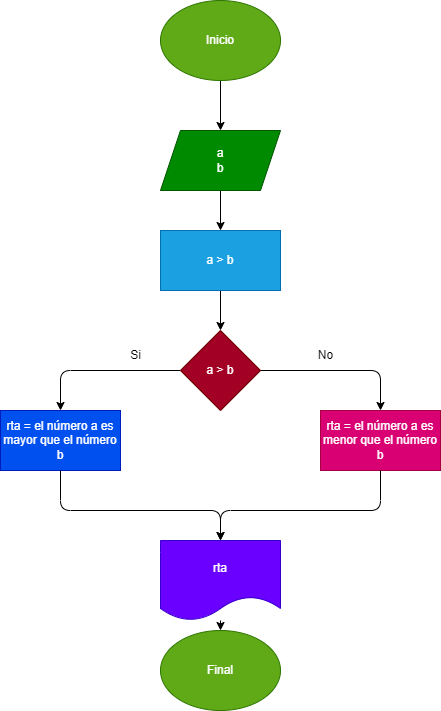 Inicio
a
b
a > b
Si
No
a > b
rta = el número a es
mayor que el número
b
rta = el número a es
menor que el número
b
rta
Final